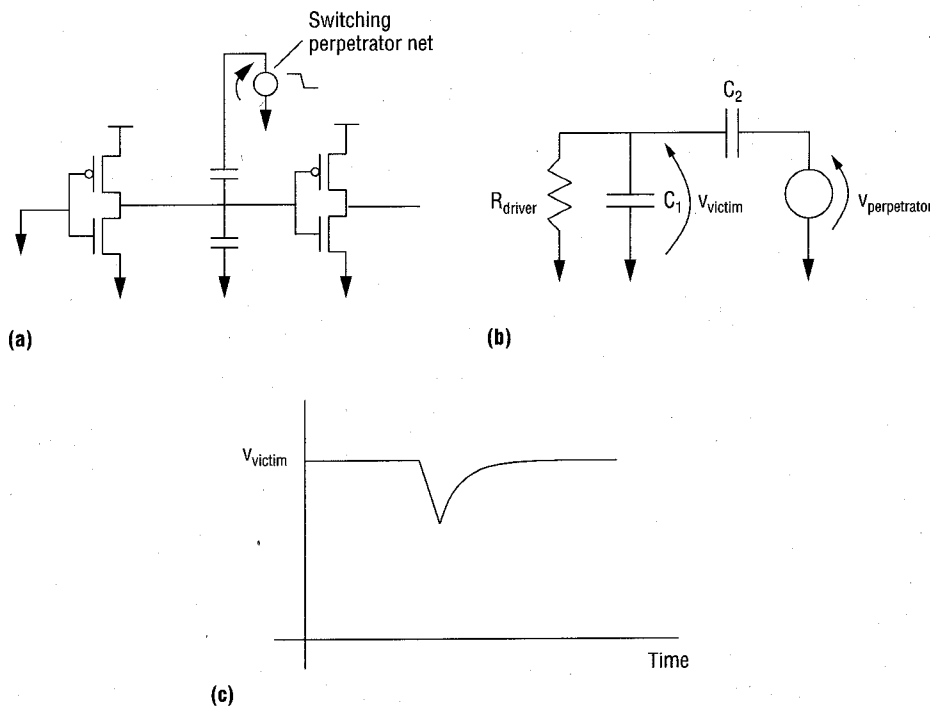 Switching
perpetrator net
(a)
C2
Rdriver
C1
Vvictim
Vperpetrator
(b)
Vvictim
Time
(c)